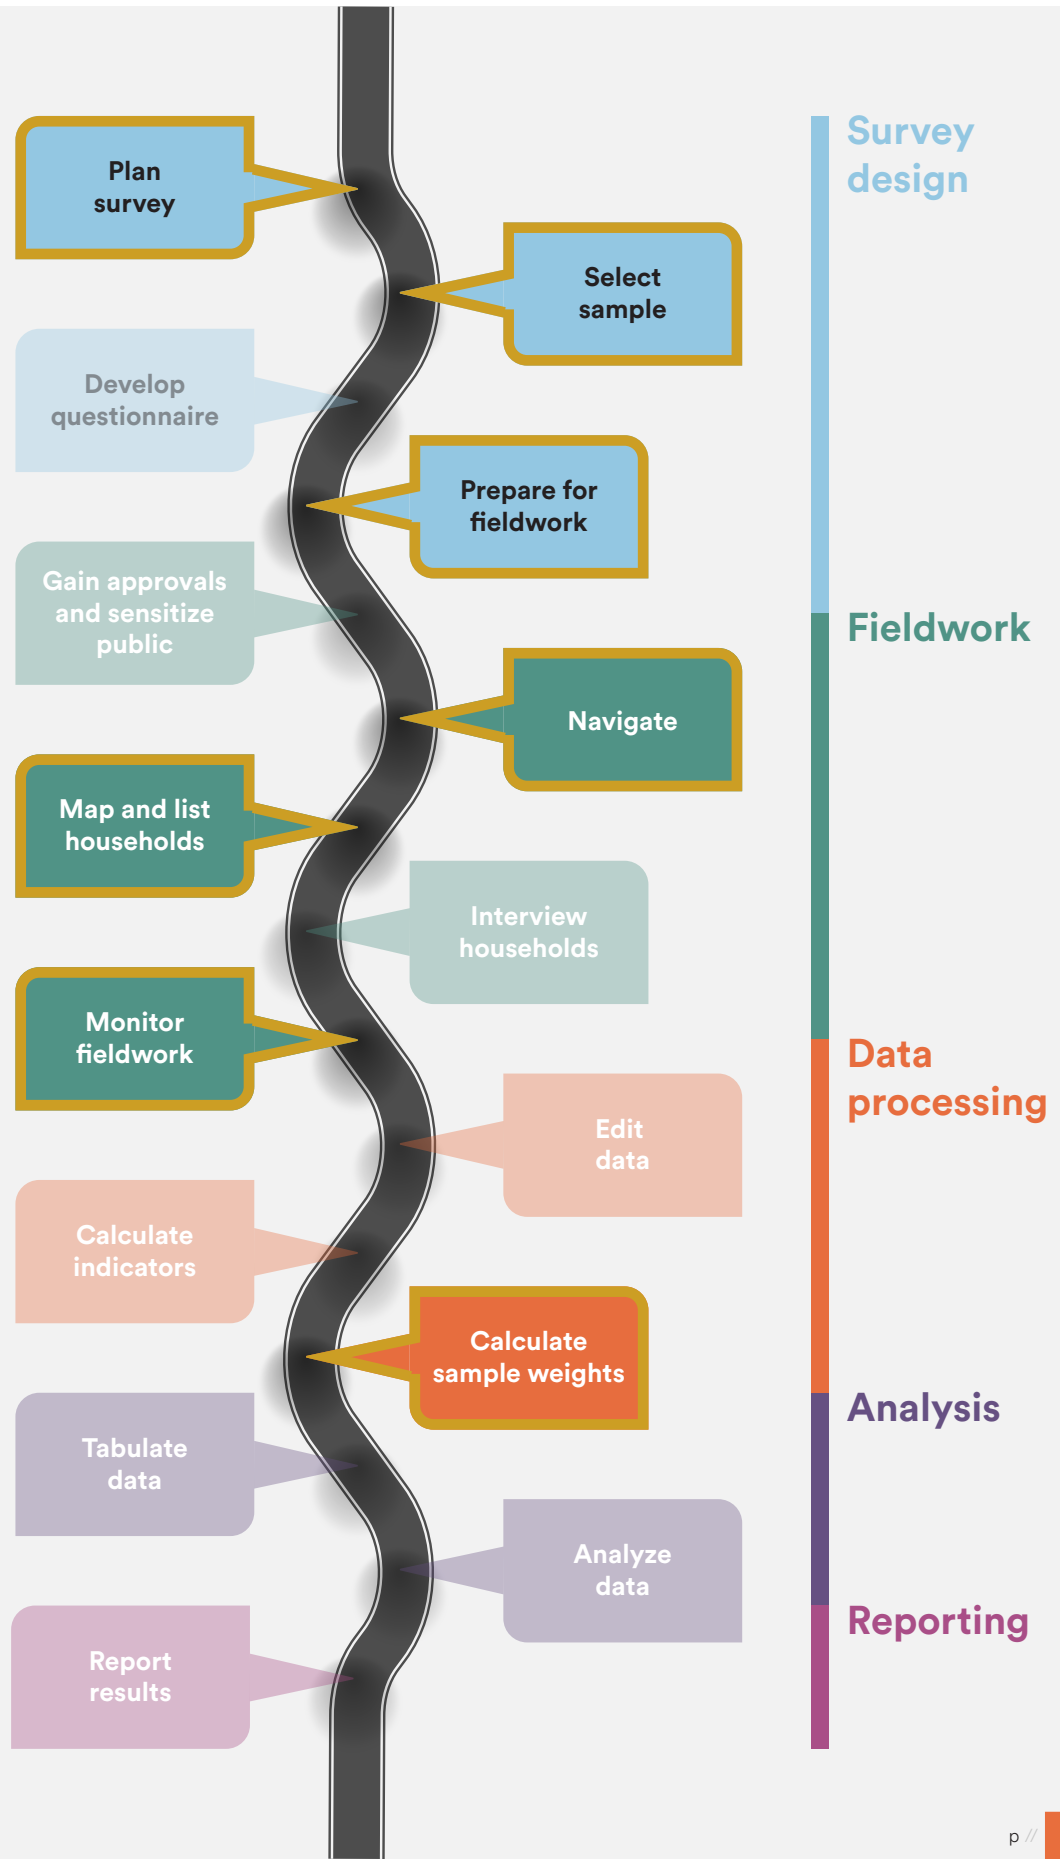 Survey
design
Plan
survey
Select
sample
Develop
questionnaire
Prepare for
fieldwork
Gain approvals
and sensitize
public
Fieldwork
Navigate
Map and list
households
Interview
households
Monitor
fieldwork
Data
processing
Edit
data
Calculate
indicators
Calculate
sample weights
Analysis
Tabulate
data
Analyze
data
Reporting
Report
results
p //